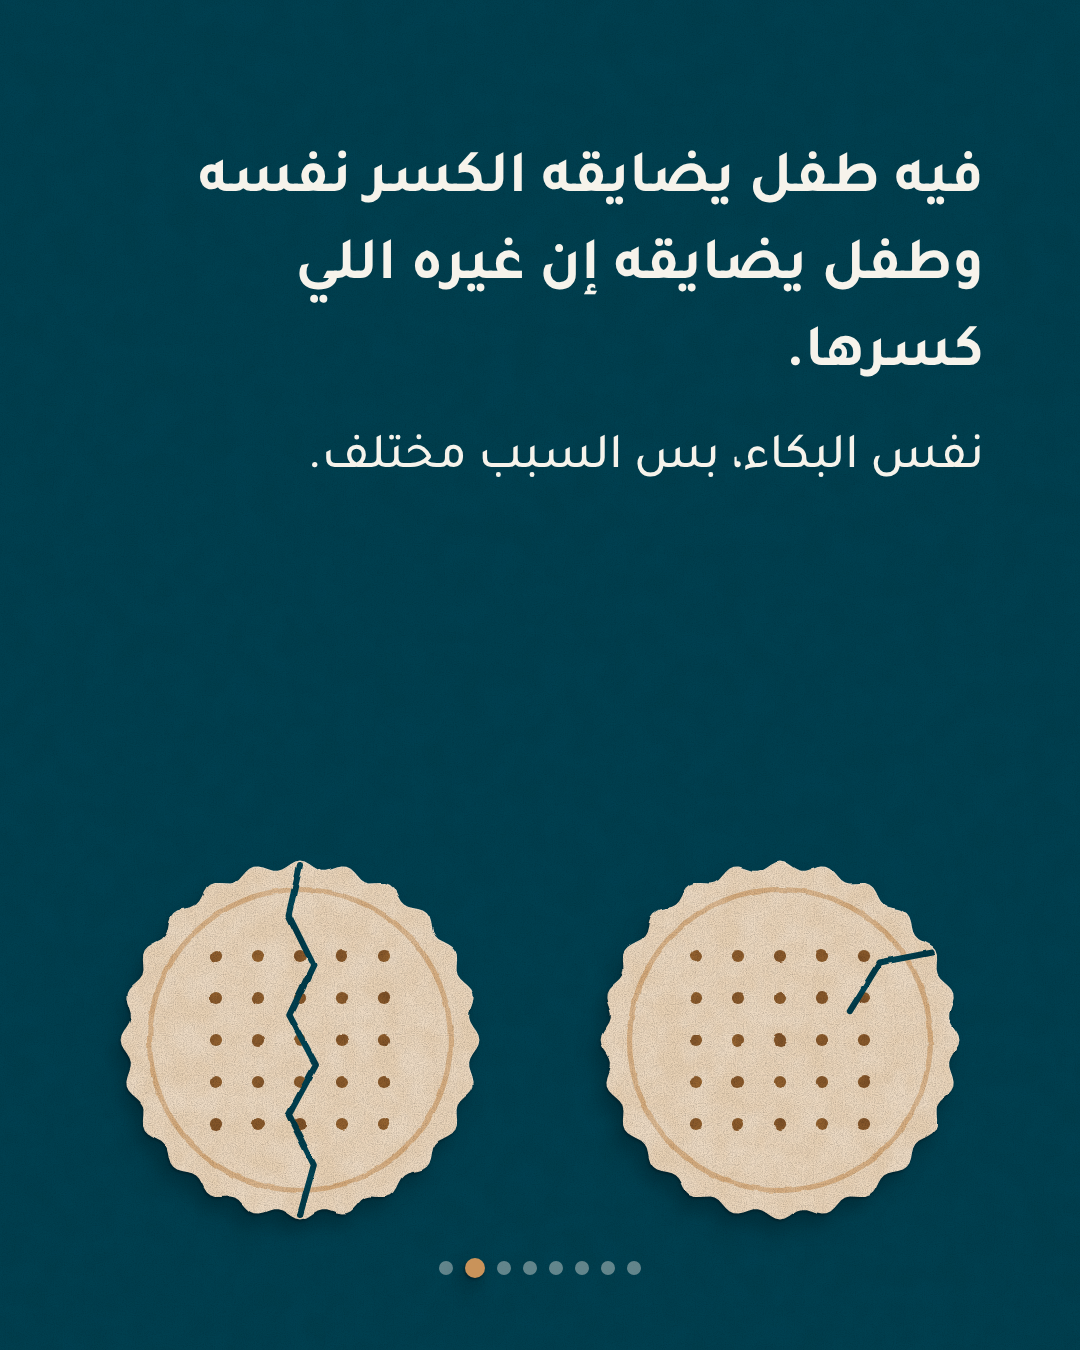 فيه طفل يضايقه الكسر نفسه
وطفل يضايقه إن غيره اللي
كسرها.
نفس البكاء، بس السبب مختلف.